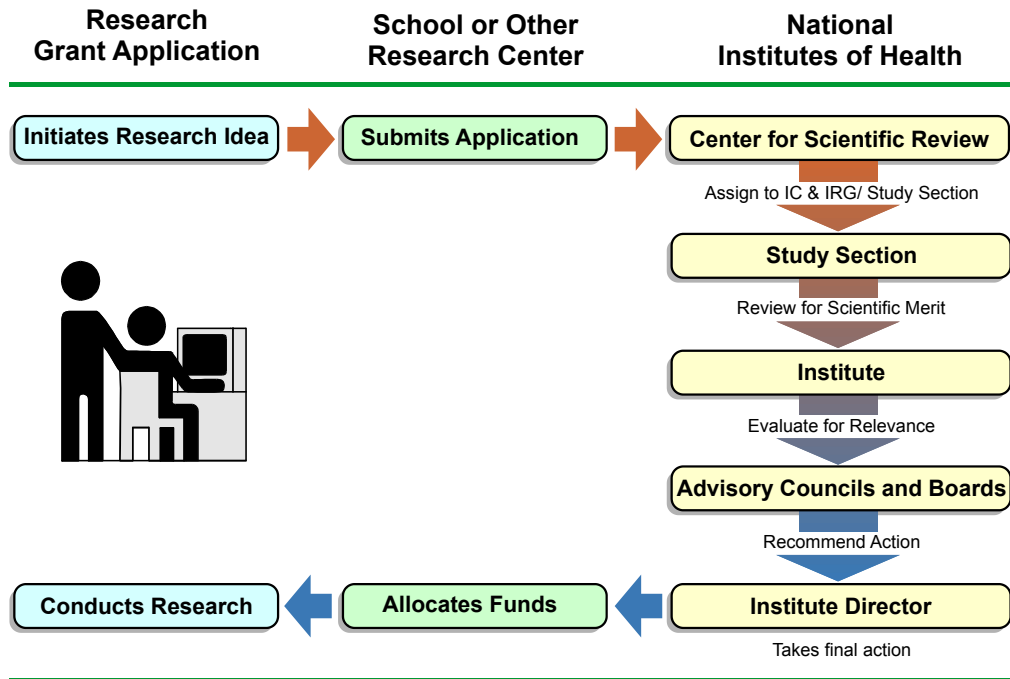 Research
Grant Application
School or Other
Research Center
National
Institutes of Health
Initiates Research Idea
Submits Application
Center for Scientific Review
Assign to IC & IRG/ Study Section
Study Section
Review for Scientific Merit
Institute
Evaluate for Relevance
Advisory Councils and Boards
Recommend Action
Conducts Research
Allocates Funds
Institute Director
Takes final action